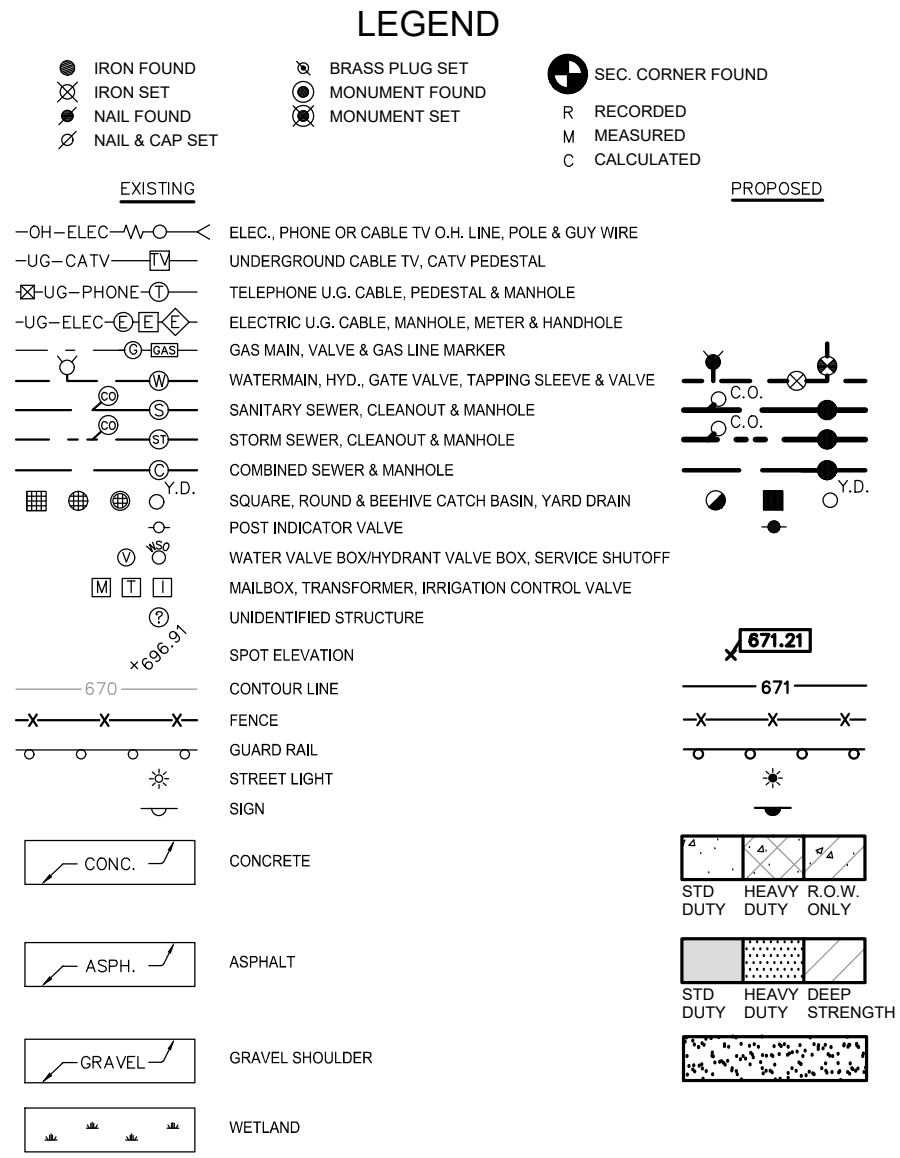 LEGEND
IRON FOUND
IRON SET
NAIL FOUND
NAIL & CAP SET
BRASS PLUG SET
MONUMENT FOUND
MONUMENT SET
SEC. CORNER FOUND
R RECORDED
M MEASURED
C CALCULATED
EXISTING PROPOSED
OH-ELEC ELEC., PHONE OR CABLE TV O.H. LINE, POLE & GUY WIRE
UG-CATV TV UNDERGROUND CABLE TV, CATV PEDESTAL
UG-PHONE T TELEPHONE U.G. CABLE, PEDESTAL & MANHOLE
UG-ELEC E E E ELECTRIC U.G. CABLE, MANHOLE, METER & HANDHOLE
G GAS GAS MAIN, VALVE & GAS LINE MARKER
W WATERMAIN, HYD., GATE VALVE, TAPPING SLEEVE & VALVE
CO S SANITARY SEWER, CLEANOUT & MANHOLE C.O.
CO ST STORM SEWER, CLEANOUT & MANHOLE C.O.
C COMBINED SEWER & MANHOLE
Y.D. SQUARE, ROUND & BEEHIVE CATCH BASIN, YARD DRAIN Y.D.
POST INDICATOR VALVE
V WSO WATER VALVE BOX/HYDRANT VALVE BOX, SERVICE SHUTOFF
M T I MAILBOX, TRANSFORMER, IRRIGATION CONTROL VALVE
? UNIDENTIFIED STRUCTURE
+696.91 SPOT ELEVATION 671.21
670 CONTOUR LINE 671
X X X FENCE X X X
GUARD RAIL
STREET LIGHT
SIGN
CONC. CONCRETE
STD DUTY
HEAVY DUTY
R.O.W. ONLY
ASPH. ASPHALT
STD DUTY
HEAVY DUTY
DEEP STRENGTH
GRAVEL GRAVEL SHOULDER
WETLAND